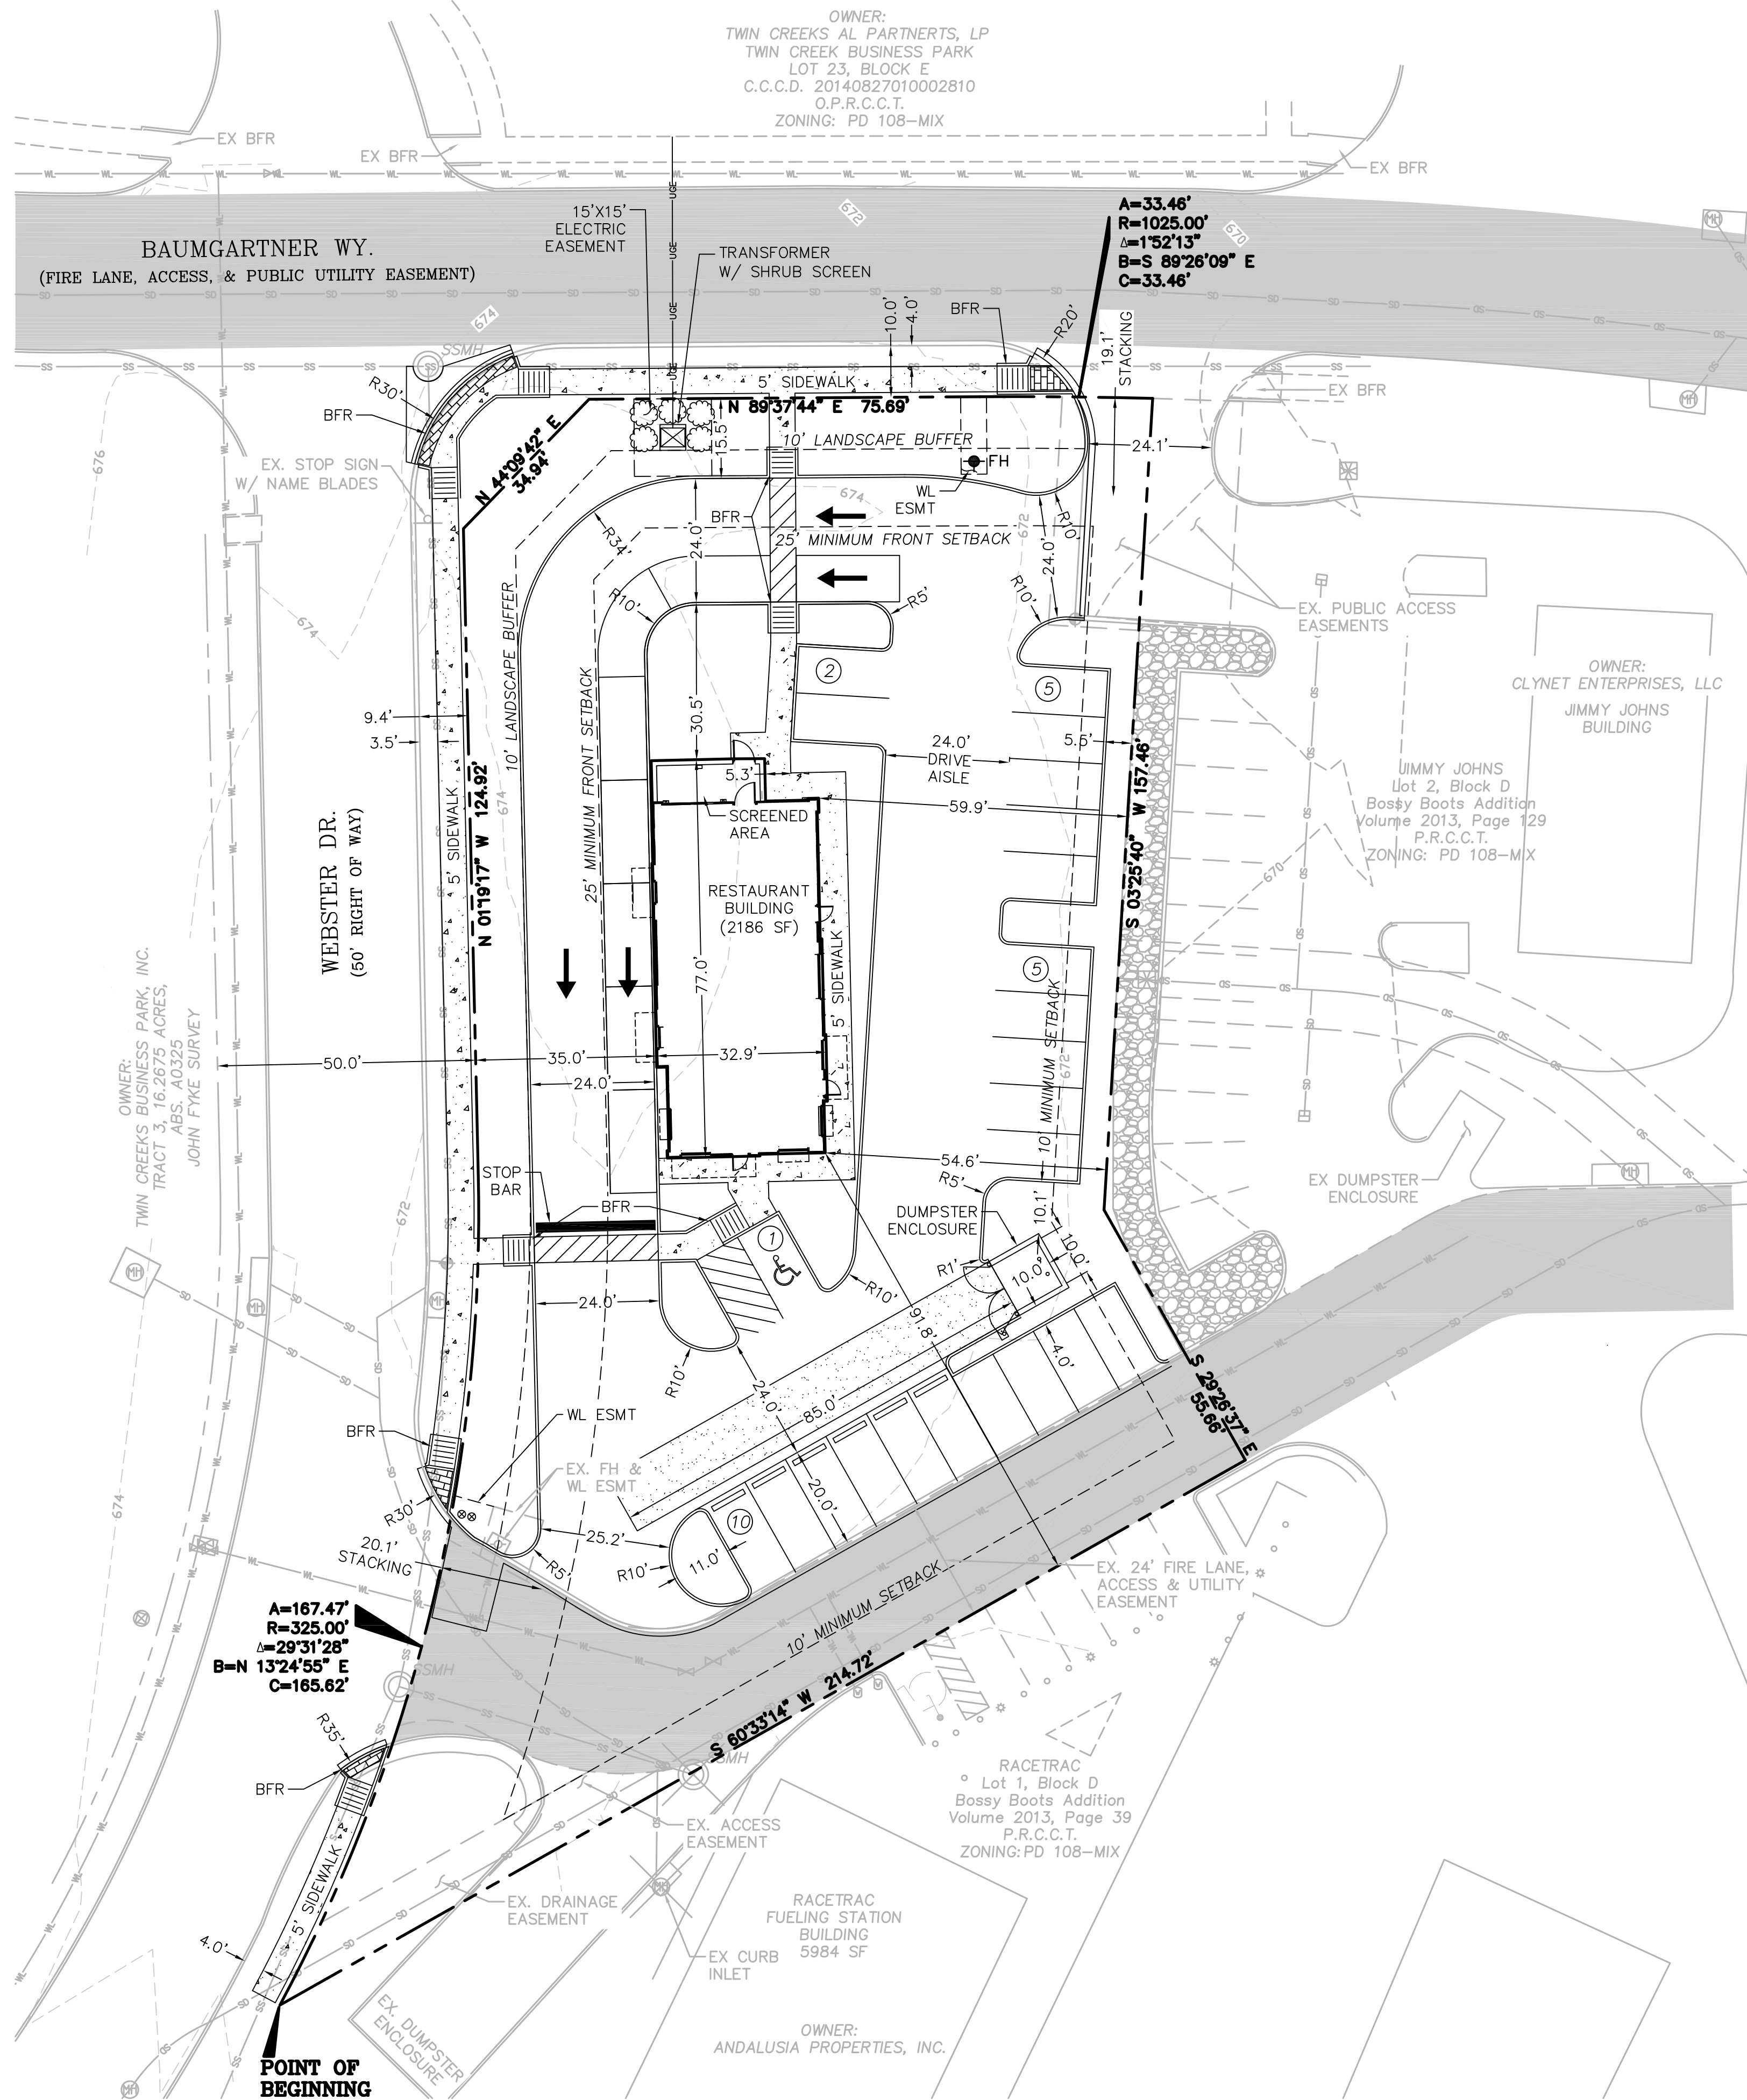 OWNER:
TWIN CREEKS AL PARTNERTS, LP
TWIN CREEK BUSINESS PARK
LOT 23, BLOCK E
C.C.C.D. 20140827010002810
O.P.R.C.C.T.
ZONING: PD 108-MIX
EX BFR
EX BFR
EX BFR
672
670
BAUMGARTNER WY.
(FIRE LANE, ACCESS, & PUBLIC UTILITY EASEMENT)
15'X15'
ELECTRIC
EASEMENT
TRANSFORMER
W/ SHRUB SCREEN
UGE
UGE
UGE
A=33.46'
R=1025.00'
Δ=1°52'13"
B=S 89°26'09" E
C=33.46'
674
SSMH
BFR
10.0'
4.0'
R20'
19.1'
STACKING
R30'
BFR
5' SIDEWALK
N 89°37'44" E 75.69'
EX BFR
N 44°09'42" E
34.94'
15.5'
10' LANDSCAPE BUFFER
24.1'
676
EX. STOP SIGN
W/ NAME BLADES
FH
WL
ESMT
674
672
R10'
BFR
R34'
24.0'
25' MINIMUM FRONT SETBACK
24.0'
R10'
R5'
R10'
EX. PUBLIC ACCESS
EASEMENTS
674
10' LANDSCAPE BUFFER
25' MINIMUM FRONT SETBACK
2
5
OWNER:
CLYNET ENTERPRISES, LLC
JIMMY JOHNS
BUILDING
9.4'
3.5'
30.5'
24.0'
DRIVE
AISLE
5.5'
5.3'
59.9'
SCREENED
AREA
JIMMY JOHNS
Lot 2, Block D
Bossy Boots Addition
Volume 2013, Page 129
P.R.C.C.T.
ZONING: PD 108-MIX
670
WEBSTER DR.
(50' RIGHT OF WAY)
5' SIDEWALK
N 01°19'17" W 124.92'
674
RESTAURANT
BUILDING
(2186 SF)
S 03°25'40" W 157.46'
77.0'
5' SIDEWALK
5
10' MINIMUM SETBACK
672
OWNER:
TWIN CREEKS BUSINESS PARK, INC.
TRACT 3, 16.2675 ACRES,
ABS. A0325
JOHN FYKE SURVEY
50.0'
35.0'
32.9'
24.0'
54.6'
R5'
STOP
BAR
BFR
672
DUMPSTER
ENCLOSURE
10.1'
10.0'
EX DUMPSTER
ENCLOSURE
1
R1'
10.0'
MH
MH
MH
MH
MH
MH
24.0'
R10'
91.8'
R10'
24.0'
4.0'
S 29°26'37" E
55.66'
BFR
WL ESMT
85.0'
EX. FH &
WL ESMT
674
R30'
20.1'
STACKING
25.2'
R5'
10
20.0'
R10'
11.0'
EX. 24' FIRE LANE,
ACCESS & UTILITY
EASEMENT
10' MINIMUM SETBACK
A=167.47'
R=325.00'
Δ=29°31'28"
B=N 13°24'55" E
C=165.62'
SSMH
S 60°33'14" W 214.72'
SSMH
R35'
BFR
RACETRAC
Lot 1, Block D
Bossy Boots Addition
Volume 2013, Page 39
P.R.C.C.T.
ZONING: PD 108-MIX
EX. ACCESS
EASEMENT
5' SIDEWALK
4.0'
EX. DRAINAGE
EASEMENT
MH
RACETRAC
FUELING STATION
BUILDING
5984 SF
EX CURB
INLET
EX. DUMPSTER
ENCLOSURE
OWNER:
ANDALUSIA PROPERTIES, INC.
POINT OF
BEGINNING
MH